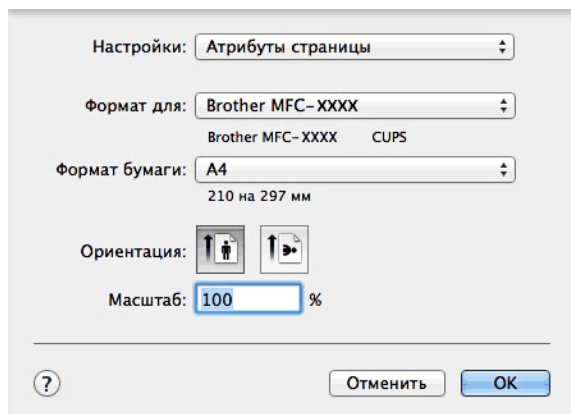 Настройки: Атрибуты страницы
Формат для: Brother MFC-XXXX
Brother MFC-XXXX CUPS
Формат бумаги: A4
210 на 297 мм
Ориентация:
Масштаб: 100 %
? Отменить OK